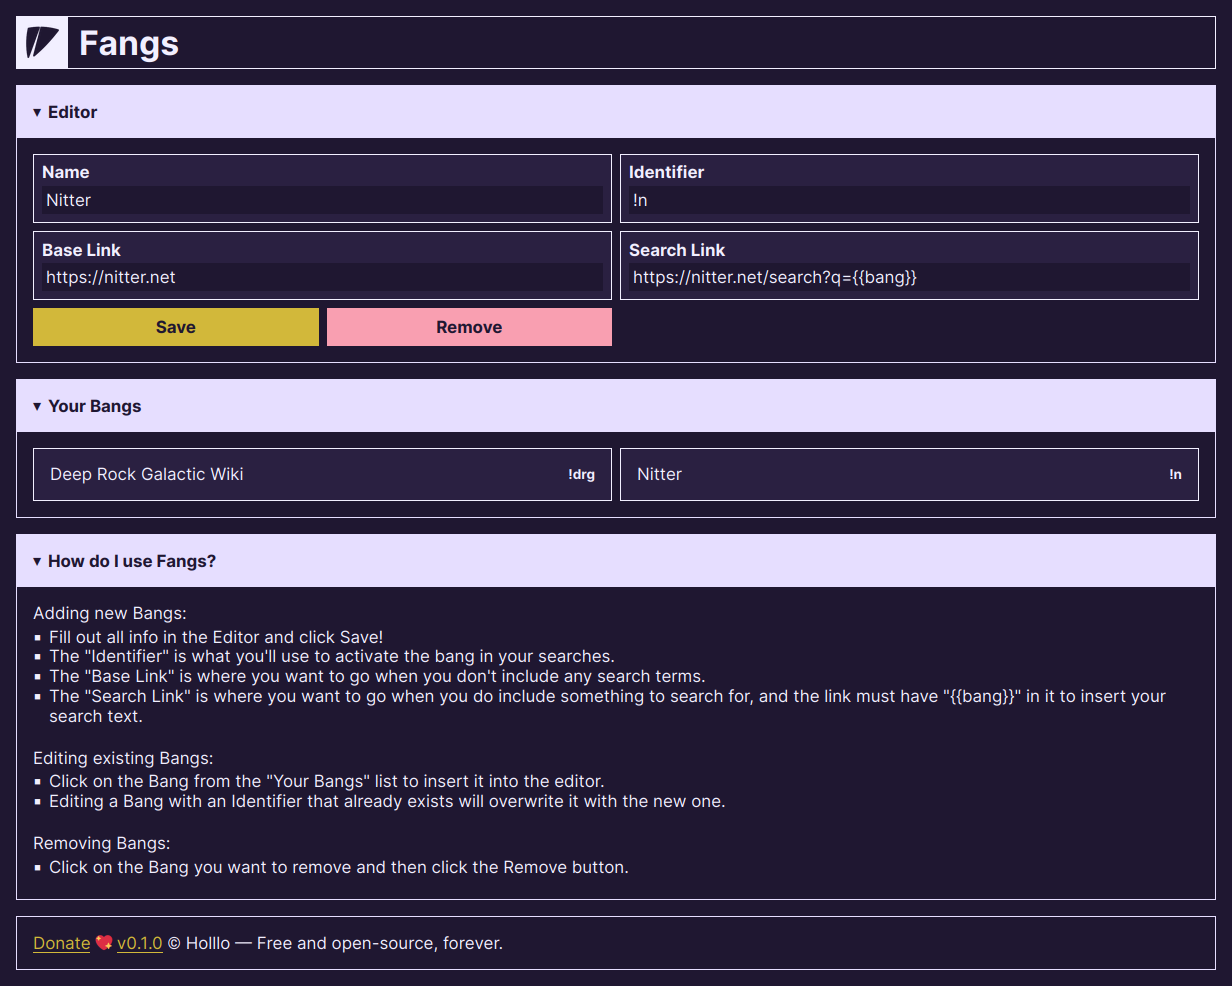 Fangs
▾ Editor
Name
Nitter
Identifier
!n
Base Link
https://nitter.net
Search Link
https://nitter.net/search?q={{bang}}
Save
Remove
▾ Your Bangs
Deep Rock Galactic Wiki !drg
Nitter !n
▾ How do I use Fangs?
Adding new Bangs:
▪ Fill out all info in the Editor and click Save!
▪ The "Identifier" is what you'll use to activate the bang in your searches.
▪ The "Base Link" is where you want to go when you don't include any search terms.
▪ The "Search Link" is where you want to go when you do include something to search for, and the link must have "{{bang}}" in it to insert your
search text.
Editing existing Bangs:
▪ Click on the Bang from the "Your Bangs" list to insert it into the editor.
▪ Editing a Bang with an Identifier that already exists will overwrite it with the new one.
Removing Bangs:
▪ Click on the Bang you want to remove and then click the Remove button.
Donate 💖 v0.1.0 © Holllo — Free and open-source, forever.